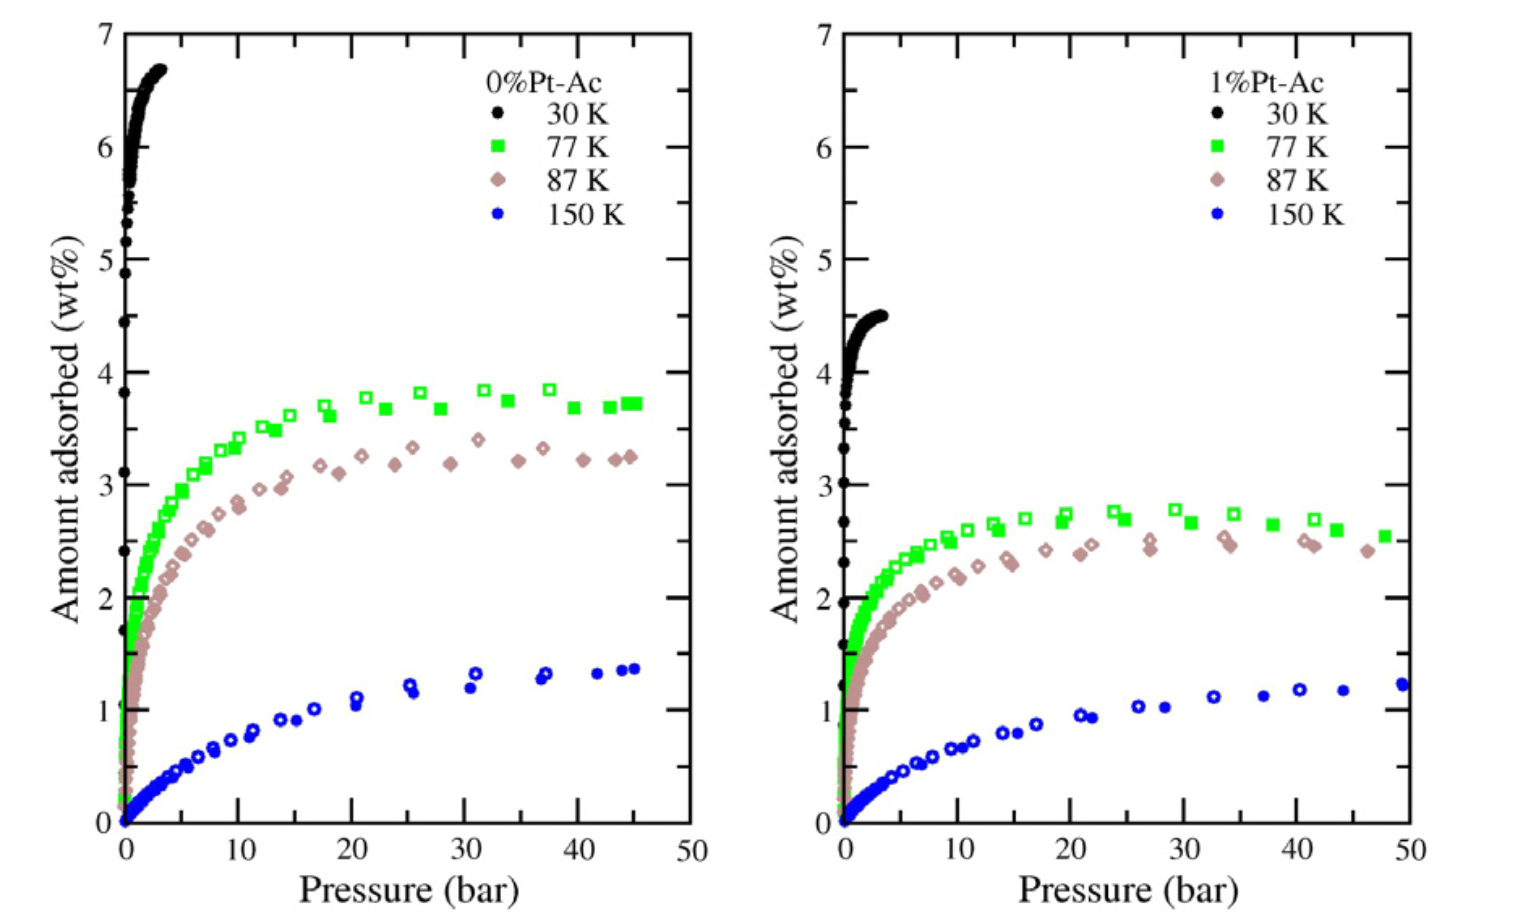 7
6
5
4
3
2
1
0
0 10 20 30 40 50
Amount adsorbed (wt%)
Pressure (bar)
0%Pt-Ac
30 K
77 K
87 K
150 K
7
6
5
4
3
2
1
0
0 10 20 30 40 50
Amount adsorbed (wt%)
Pressure (bar)
1%Pt-Ac
30 K
77 K
87 K
150 K